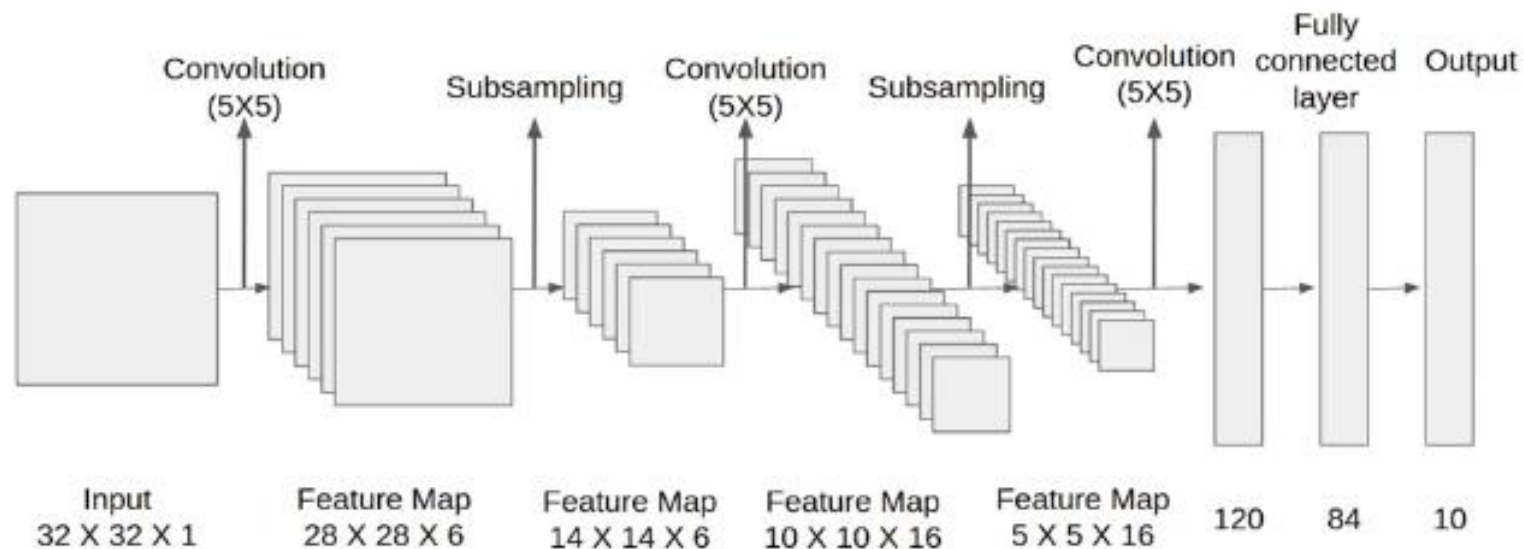 Convolution
(5X5)
Subsampling
Convolution
(5X5)
Subsampling
Convolution
(5X5)
Fully
connected
layer
Output
Input
32 X 32 X 1
Feature Map
28 X 28 X 6
Feature Map
14 X 14 X 6
Feature Map
10 X 10 X 16
Feature Map
5 X 5 X 16
120
84
10